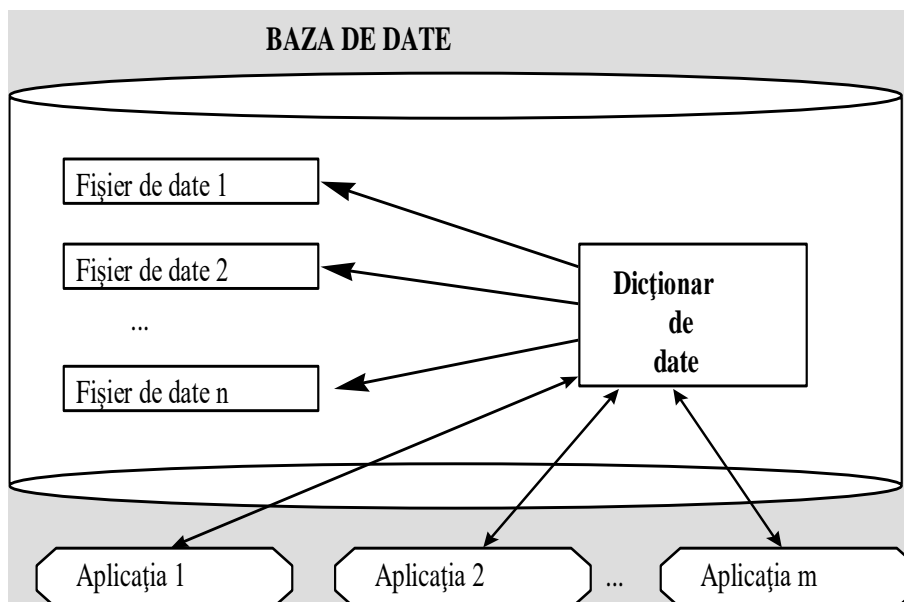 BAZA DE DATE
Fişier de date 1
Fişier de date 2
...
Fişier de date n
Dicţionar
de
date
Aplicaţia 1
Aplicaţia 2
...
Aplicaţia m